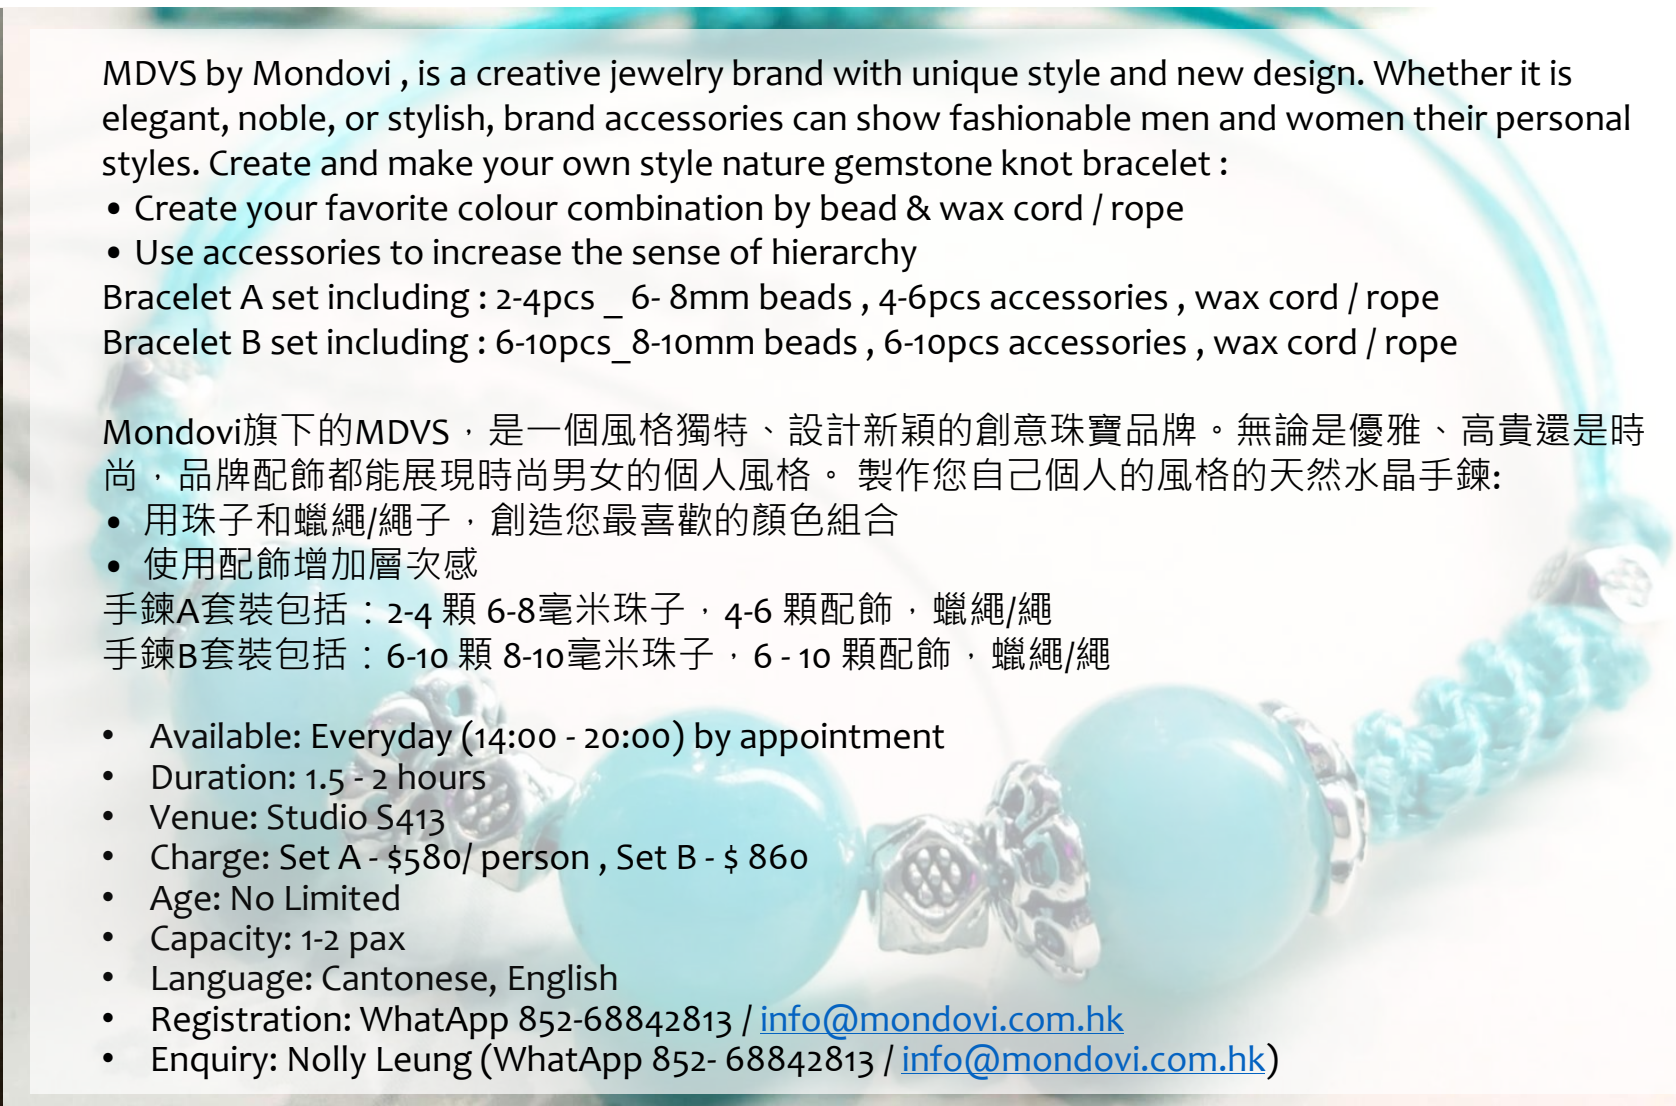 MDVS by Mondovi , is a creative jewelry brand with unique style and new design. Whether it is
elegant, noble, or stylish, brand accessories can show fashionable men and women their personal
styles. Create and make your own style nature gemstone knot bracelet :
• Create your favorite colour combination by bead & wax cord / rope
• Use accessories to increase the sense of hierarchy
Bracelet A set including : 2-4pcs _ 6- 8mm beads , 4-6pcs accessories , wax cord / rope
Bracelet B set including : 6-10pcs_8-10mm beads , 6-10pcs accessories , wax cord / rope
Mondovi旗下的MDVS，是一個風格獨特、設計新穎的創意珠寶品牌。無論是優雅、高貴還是時
尚，品牌配飾都能展現時尚男女的個人風格。 製作您自己個人的風格的天然水晶手鍊:
• 用珠子和蠟繩/繩子，創造您最喜歡的顏色組合
• 使用配飾增加層次感
手鍊A套裝包括：2-4 顆 6-8毫米珠子，4-6 顆配飾，蠟繩/繩
手鍊B套裝包括：6-10 顆 8-10毫米珠子，6 - 10 顆配飾，蠟繩/繩
• Available: Everyday (14:00 - 20:00) by appointment
• Duration: 1.5 - 2 hours
• Venue: Studio S413
• Charge: Set A - $580/ person , Set B - $ 860
• Age: No Limited
• Capacity: 1-2 pax
• Language: Cantonese, English
• Registration: WhatApp 852-68842813 / info@mondovi.com.hk
• Enquiry: Nolly Leung (WhatApp 852- 68842813 / info@mondovi.com.hk)